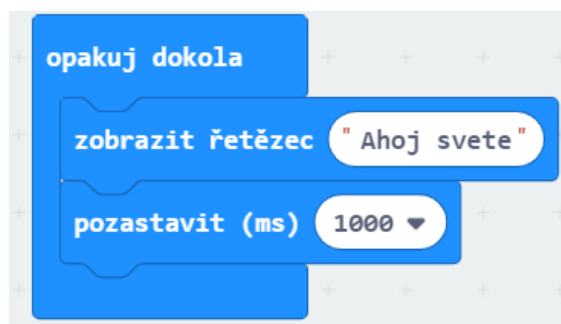 opakuj dokola
zobrazit řetězec "Ahoj svete"
pozastavit (ms) 1000